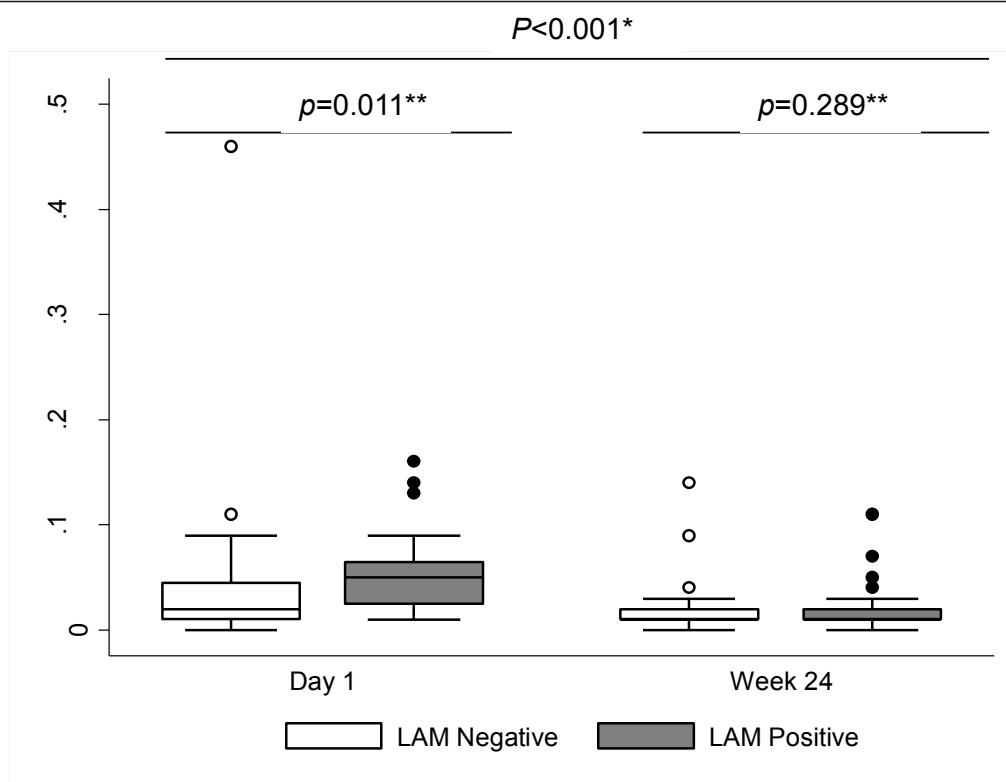 P<0.001*
p=0.011** p=0.289**
.5
.4
.3
.2
.1
0
Day 1 Week 24
LAM Negative LAM Positive